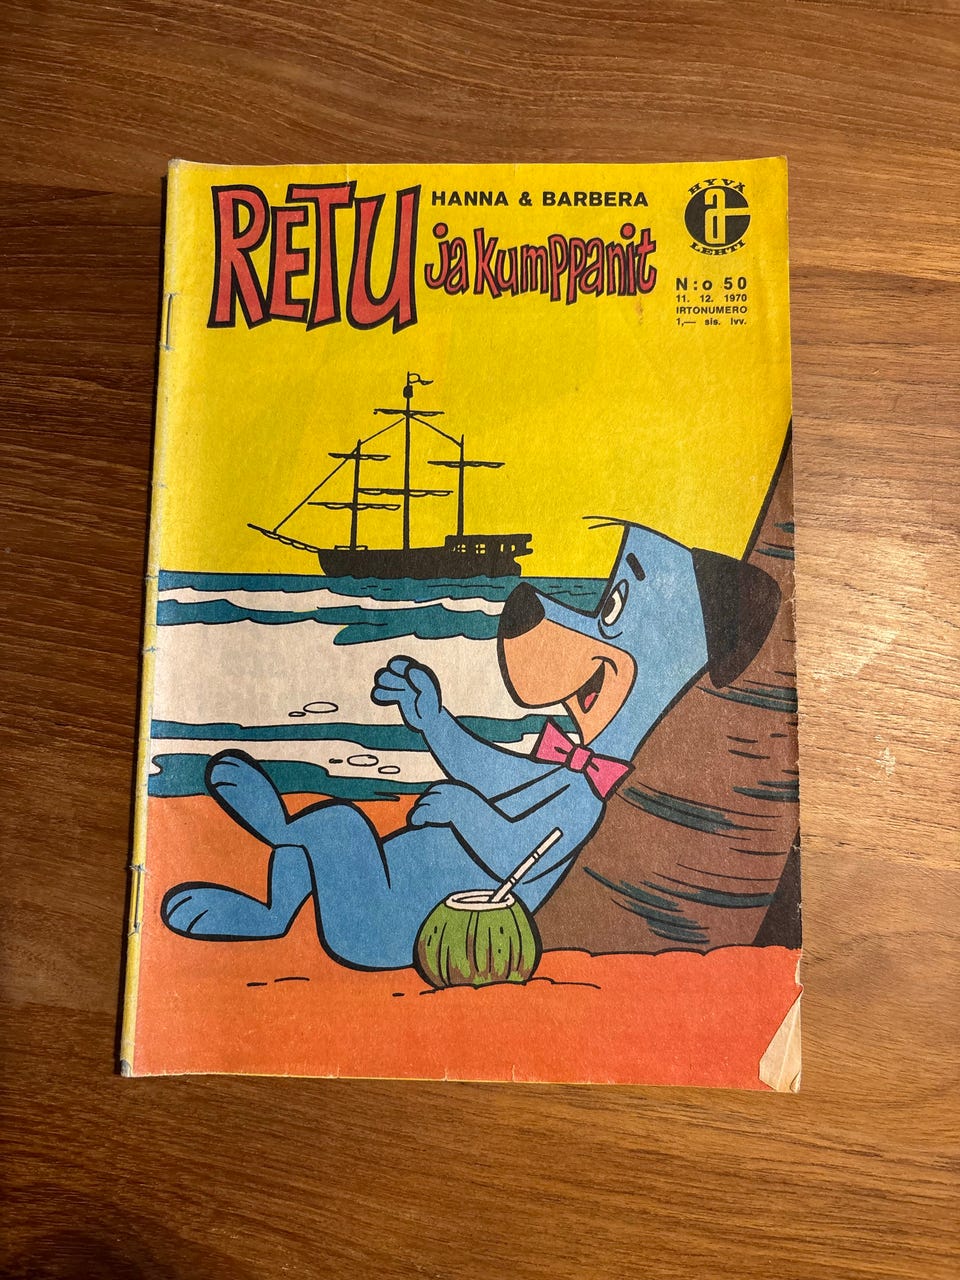 RETU
HANNA & BARBERA
ja kumppanit
HYVÄ
a
LEHTI
N:o 50
11. 12. 1970
IRTONUMERO
1,— sis. lvv.